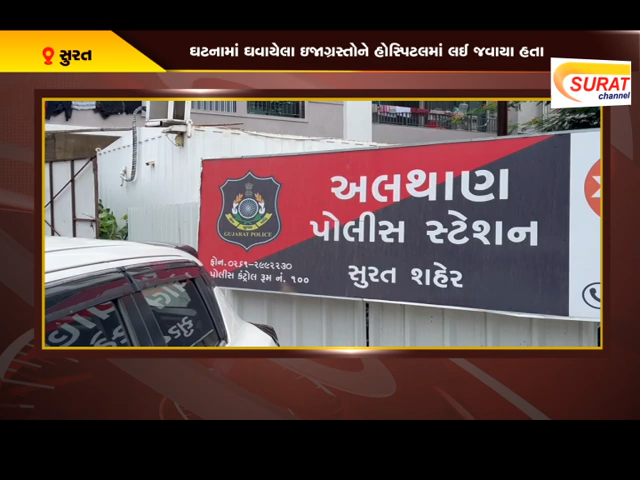 સુરત
ઘટનામાં ઘવાયેલા ઇજાગ્રસ્તોને હોસ્પિટલમાં લઈ જવાયા હતા
SURAT
channel
અલથાણ
પોલીસ સ્ટેશન
સુરત શહેર
GUJARAT POLICE
ફોન.૦૨૬૧-૨૯૯૨૨૩૦
પોલીસ કંટ્રોલ રૂમ નં. ૧૦૦